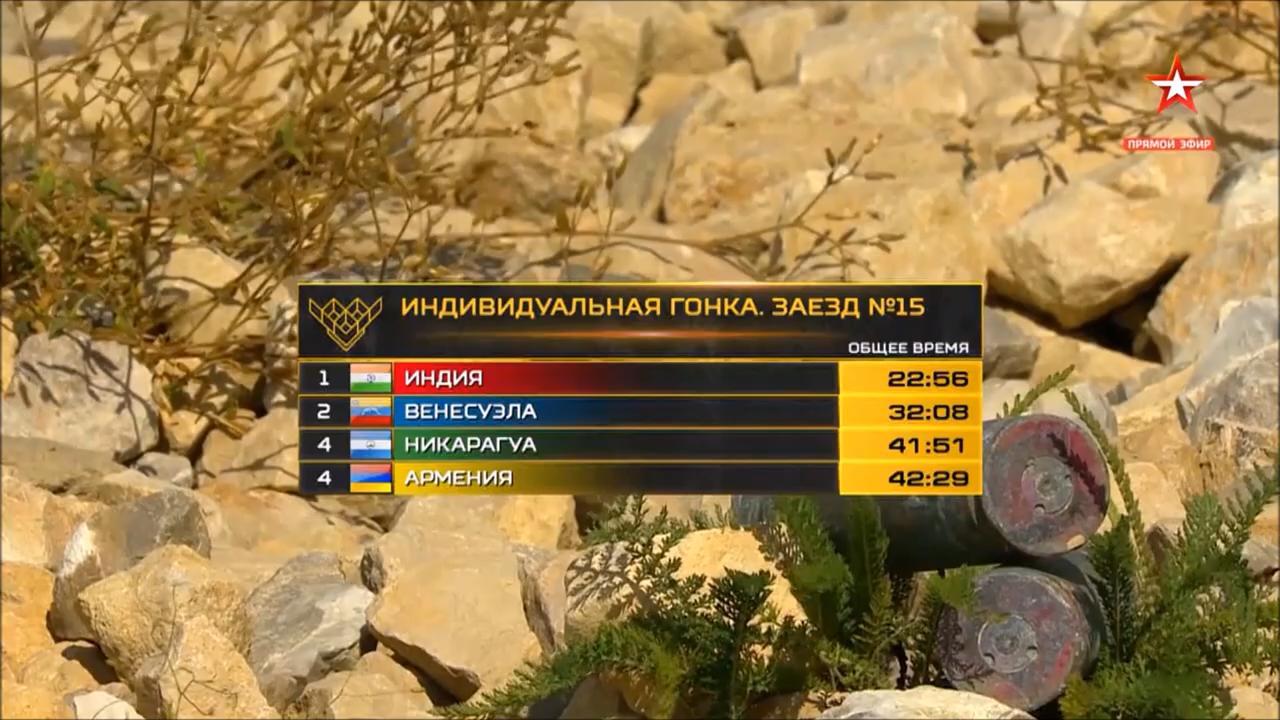 ПРЯМОЙ ЭФИР
ИНДИВИДУАЛЬНАЯ ГОНКА. ЗАЕЗД №15
ОБЩЕЕ ВРЕМЯ
1 ИНДИЯ 22:56
2 ВЕНЕСУЭЛА 32:08
4 НИКАРАГУА 41:51
4 АРМЕНИЯ 42:29